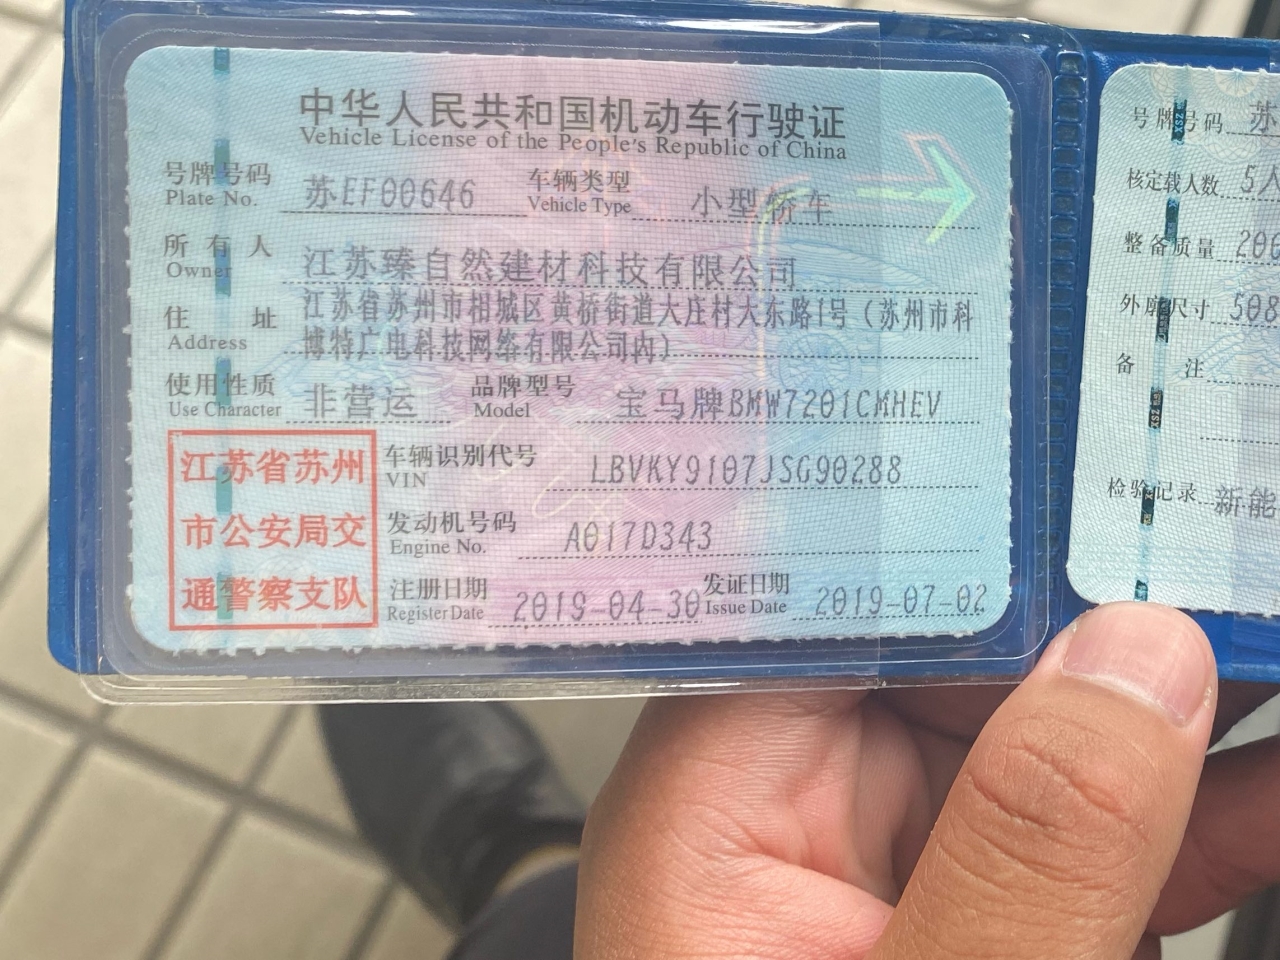 中华人民共和国机动车行驶证
Vehicle License of the People's Republic of China
号牌号码 苏EF00646 车辆类型 小型轿车
Plate No. Vehicle Type
所有人 江苏臻自然建材科技有限公司
Owner
住址 江苏省苏州市相城区黄桥街道大庄村大东路1号（苏州市科
Address 博特广电科技网络有限公司内）
使用性质 非营运 品牌型号 宝马牌BMW7201CMHEV
Use Character Model
江苏省苏州
市公安局交
通警察支队
车辆识别代号 LBVKY9107JSG90288
VIN
发动机号码 A017D343
Engine No.
注册日期 2019-04-30 发证日期 2019-07-02
Register Date Issue Date
号牌号码 苏
核定载人数 5人
整备质量 206
外廓尺寸 508
备注
检验记录 新能